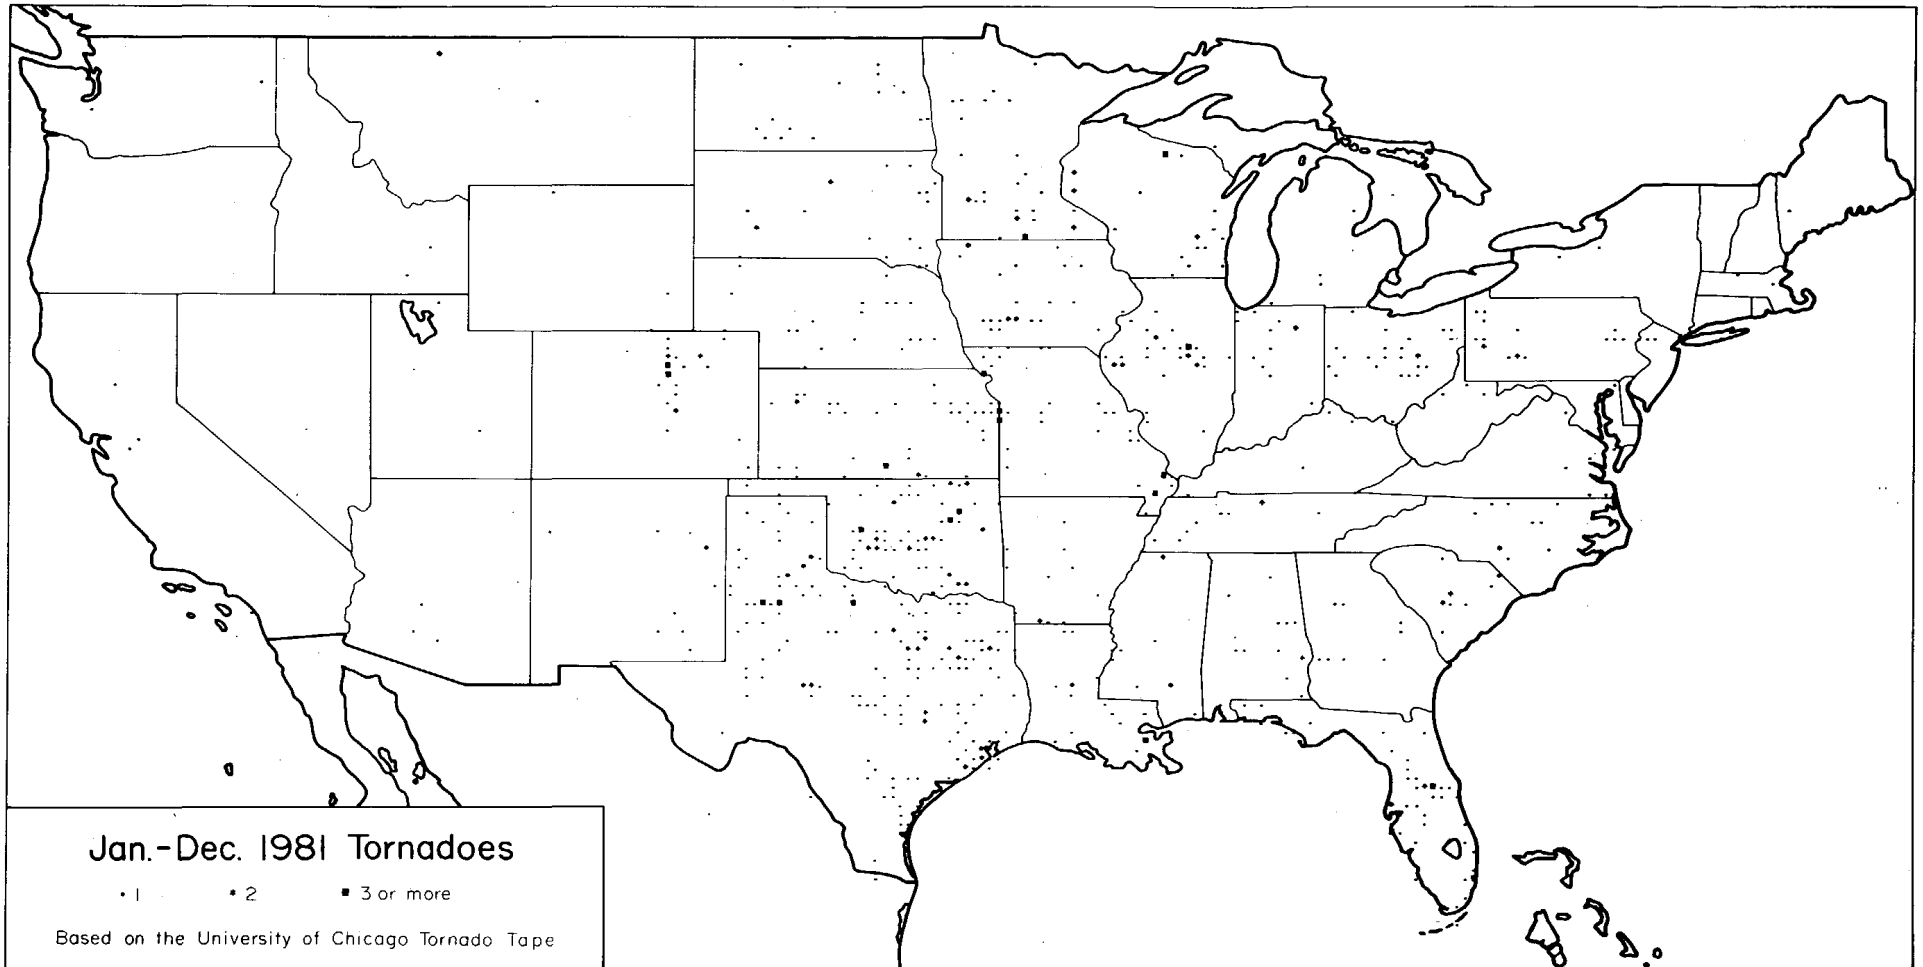 Jan.-Dec. 1981 Tornadoes
· 1 • 2 ■ 3 or more
Based on the University of Chicago Tornado Tape